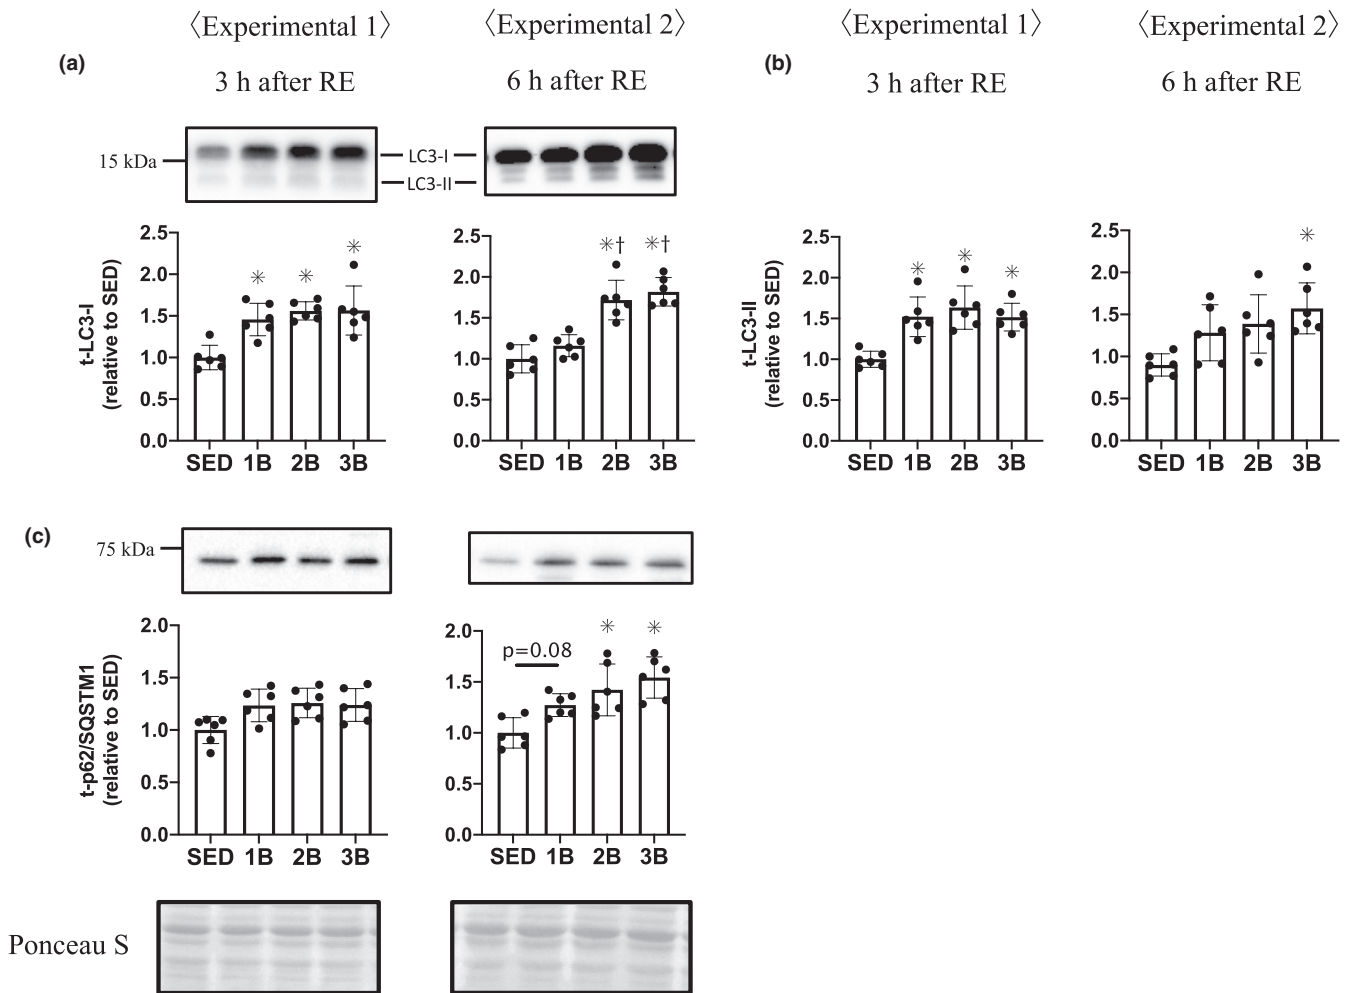 〈Experimental 1〉
〈Experimental 2〉
〈Experimental 1〉
〈Experimental 2〉
(a)
3 h after RE
6 h after RE
(b)
3 h after RE
6 h after RE
15 kDa
LC3-I
LC3-II
t-LC3-I
(relative to SED)
2.5
2.0
1.5
1.0
0.5
0.0
✳
✳
✳
SED 1B 2B 3B
2.5
2.0
1.5
1.0
0.5
0.0
✳†
✳†
SED 1B 2B 3B
t-LC3-II
(relative to SED)
2.5
2.0
1.5
1.0
0.5
0.0
✳
✳
✳
SED 1B 2B 3B
2.5
2.0
1.5
1.0
0.5
0.0
✳
SED 1B 2B 3B
(c)
75 kDa
t-p62/SQSTM1
(relative to SED)
2.0
1.5
1.0
0.5
0.0
SED 1B 2B 3B
2.0
1.5
1.0
0.5
0.0
p=0.08
✳
✳
SED 1B 2B 3B
Ponceau S